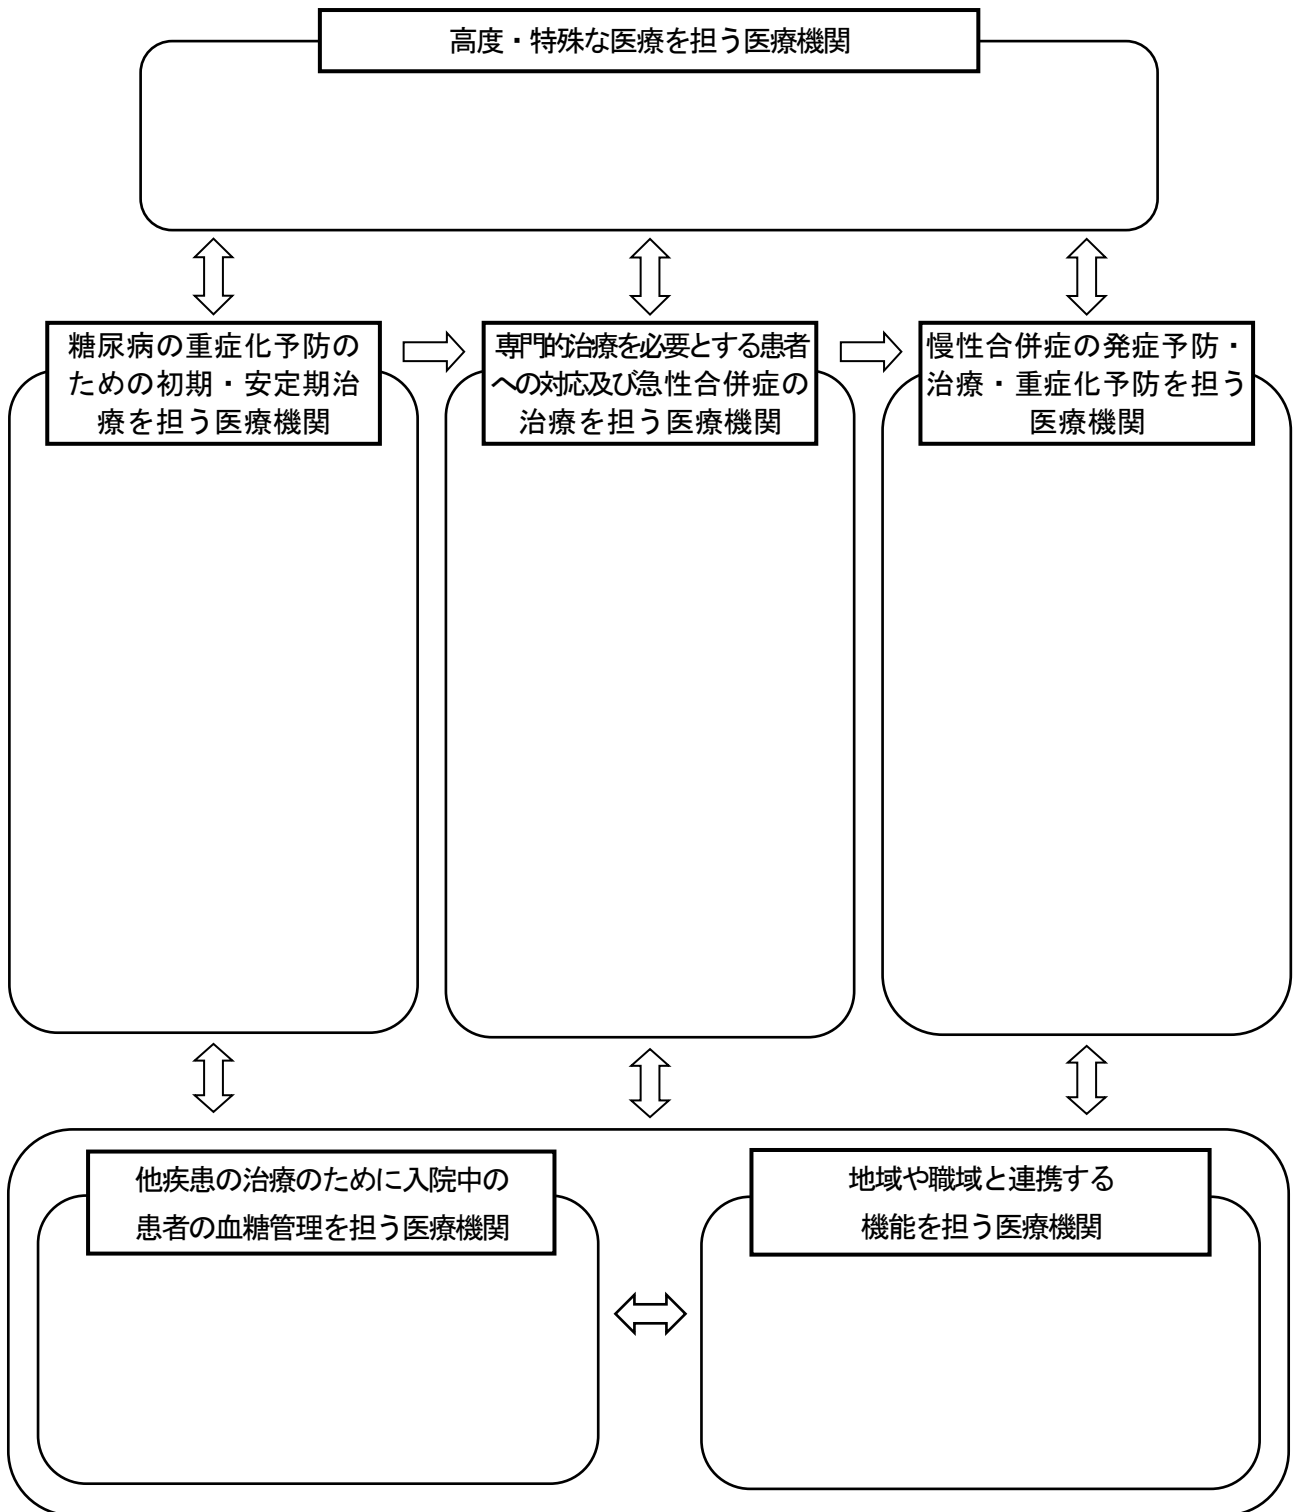 高度・特殊な医療を担う医療機関
糖尿病の重症化予防の
ための初期・安定期治
療を担う医療機関
専門的治療を必要とする患者
への対応及び急性合併症の
治療を担う医療機関
慢性合併症の発症予防・
治療・重症化予防を担う
医療機関
他疾患の治療のために入院中の
患者の血糖管理を担う医療機関
地域や職域と連携する
機能を担う医療機関